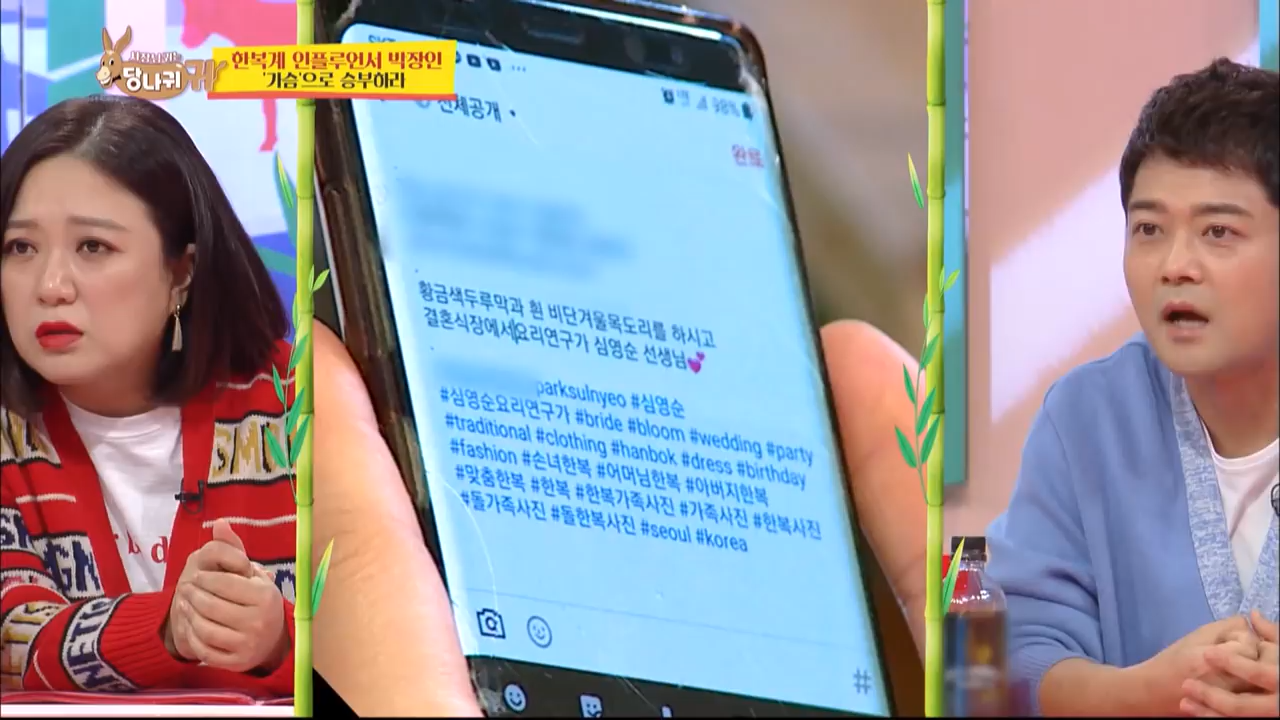 사장님 귀는
당나귀 귀
한복계 인플루언서 박장인
'가슴'으로 승부하라
98%
전체공개
완료
황금색두루막과 흰 비단겨울목도리를 하시고
결혼식장에서요리연구가 심영순 선생님💕
parksulnyeo #심영순
#심영순요리연구가 #bride #bloom #wedding #party
#traditional #clothing #hanbok #dress #birthday
#fashion #손녀한복 #어머님한복 #아버지한복
#맞춤한복 #한복 #한복가족사진 #가족사진 #한복사진
#돌가족사진 #돌한복사진 #seoul #korea
#